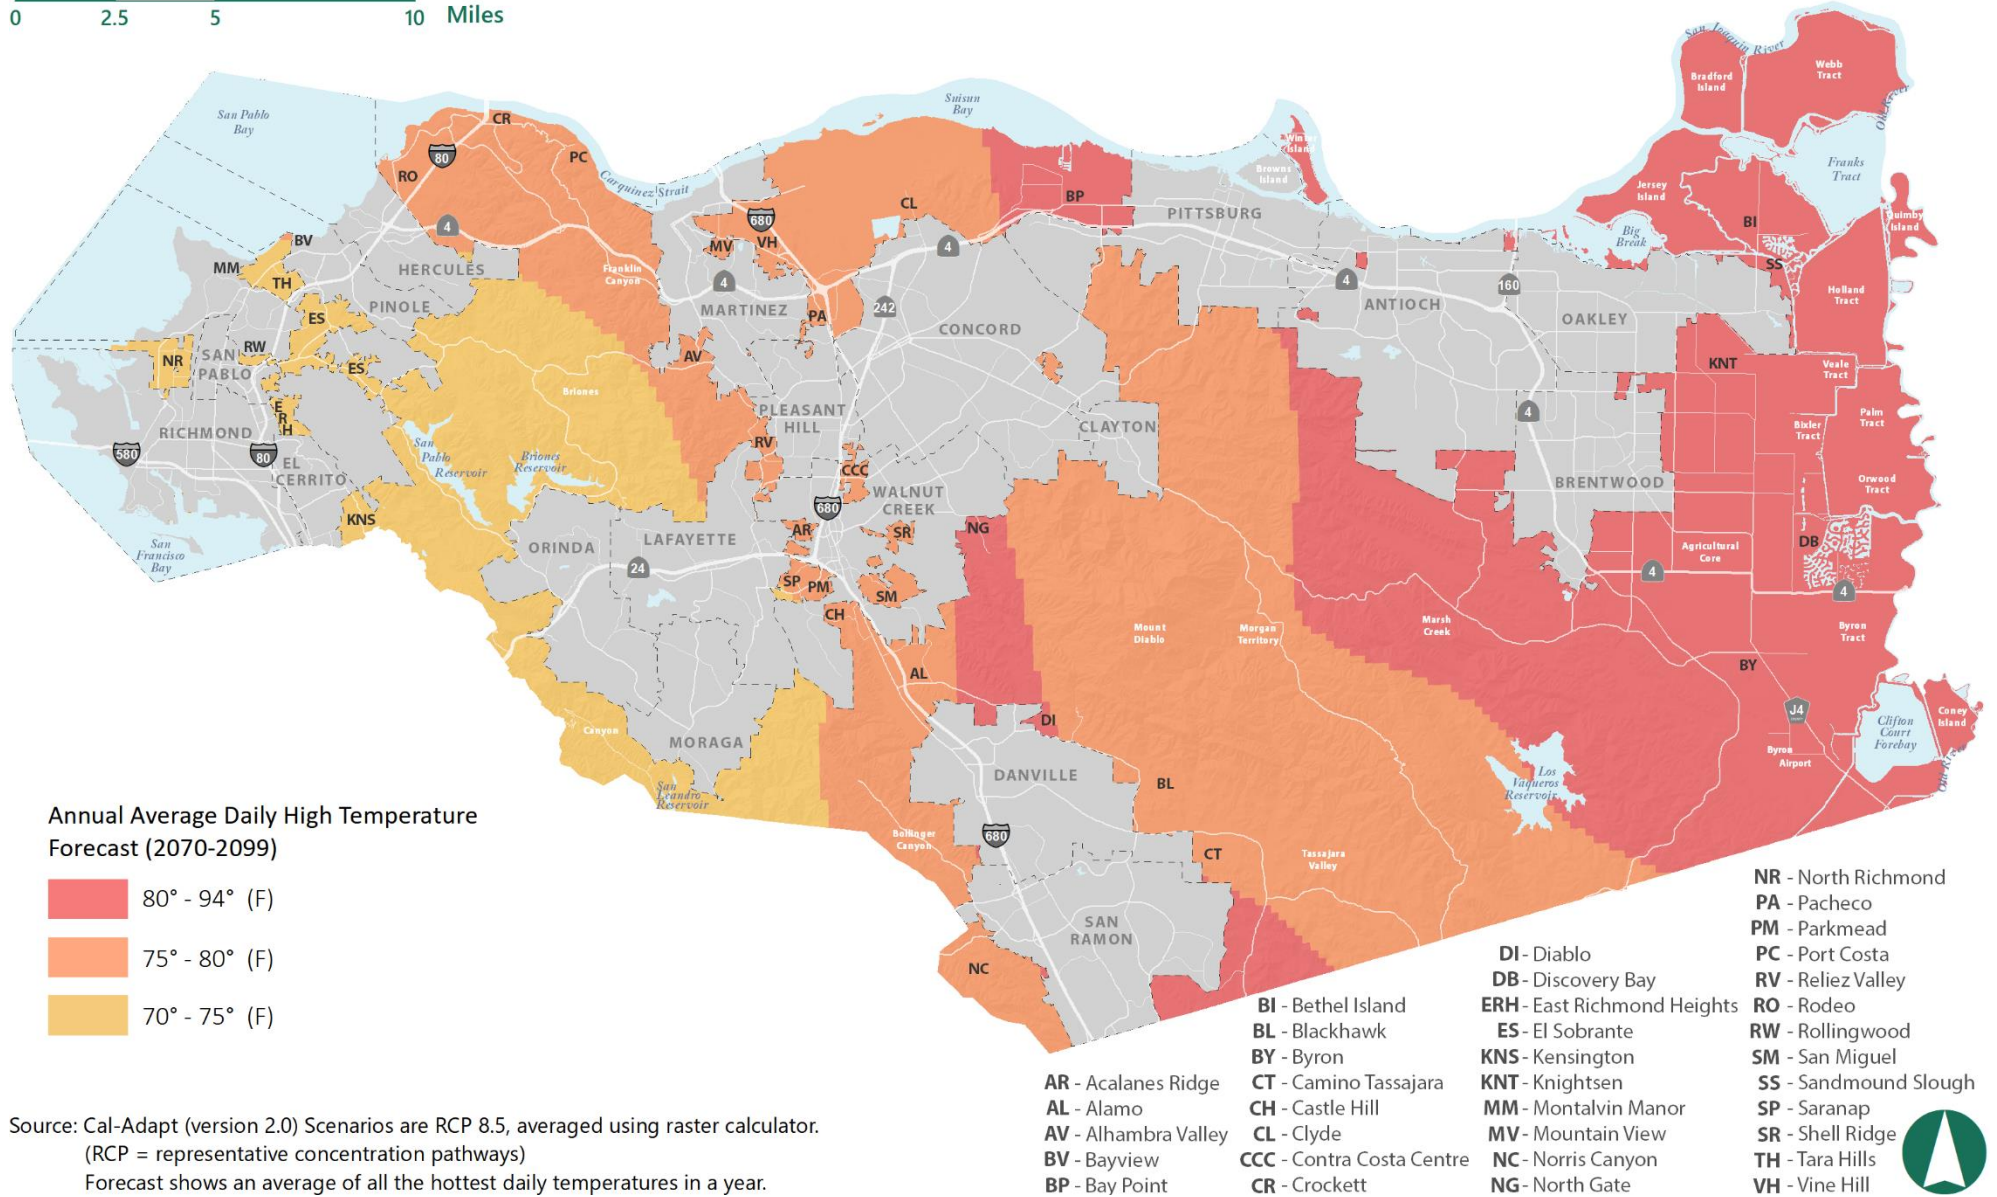 0 2.5 5 10 Miles
San Joaquin River
Webb
Tract
Bradford
Island
Old River
San Pablo
Bay
Suisun
Bay
CR
80
PC
RO
Carquinez Strait
Winter
Island
Browns
Island
Franks
Tract
Jersey
Island
BI
Quimby
Island
BP
CL
PITTSBURG
680
MV
VH
4
4
BV
MM
TH
HERCULES
Franklin
Canyon
4
MARTINEZ
PA
242
CONCORD
4
ANTIOCH
160
OAKLEY
Big
Break
SS
Holland
Tract
PINOLE
ES
NR
SAN
PABLO
RW
ES
AV
Briones
KNT
Veale
Tract
E
R
H
RICHMOND
580
80
EL
CERRITO
San
Pablo
Reservoir
Briones
Reservoir
PLEASANT
HILL
RV
CCC
CLAYTON
4
Palm
Tract
Bixler
Tract
Orwood
Tract
BRENTWOOD
WALNUT
CREEK
680
KNS
San
Francisco
Bay
ORINDA
LAFAYETTE
24
AR
SR
NG
SP
PM
SM
CH
DB
Agricultural
Core
4
4
Mount
Diablo
Morgan
Territory
Marsh
Creek
Byron
Tract
BY
AL
DI
Canyon
MORAGA
San
Leandro
Reservoir
DANVILLE
BL
Los
Vaqueros
Reservoir
J4
Byron
Airport
Clifton
Court
Forebay
Coney
Island
Old River
680
Bollinger
Canyon
CT
Tassajara
Valley
SAN
RAMON
NC
Annual Average Daily High Temperature
Forecast (2070-2099)
80° - 94° (F)
75° - 80° (F)
70° - 75° (F)
Source: Cal-Adapt (version 2.0) Scenarios are RCP 8.5, averaged using raster calculator.
(RCP = representative concentration pathways)
Forecast shows an average of all the hottest daily temperatures in a year.
AR - Acalanes Ridge
AL - Alamo
AV - Alhambra Valley
BV - Bayview
BP - Bay Point
BI - Bethel Island
BL - Blackhawk
BY - Byron
CT - Camino Tassajara
CH - Castle Hill
CL - Clyde
CCC - Contra Costa Centre
CR - Crockett
DI - Diablo
DB - Discovery Bay
ERH - East Richmond Heights
ES - El Sobrante
KNS - Kensington
KNT - Knightsen
MM - Montalvin Manor
MV - Mountain View
NC - Norris Canyon
NG - North Gate
NR - North Richmond
PA - Pacheco
PM - Parkmead
PC - Port Costa
RV - Reliez Valley
RO - Rodeo
RW - Rollingwood
SM - San Miguel
SS - Sandmound Slough
SP - Saranap
SR - Shell Ridge
TH - Tara Hills
VH - Vine Hill